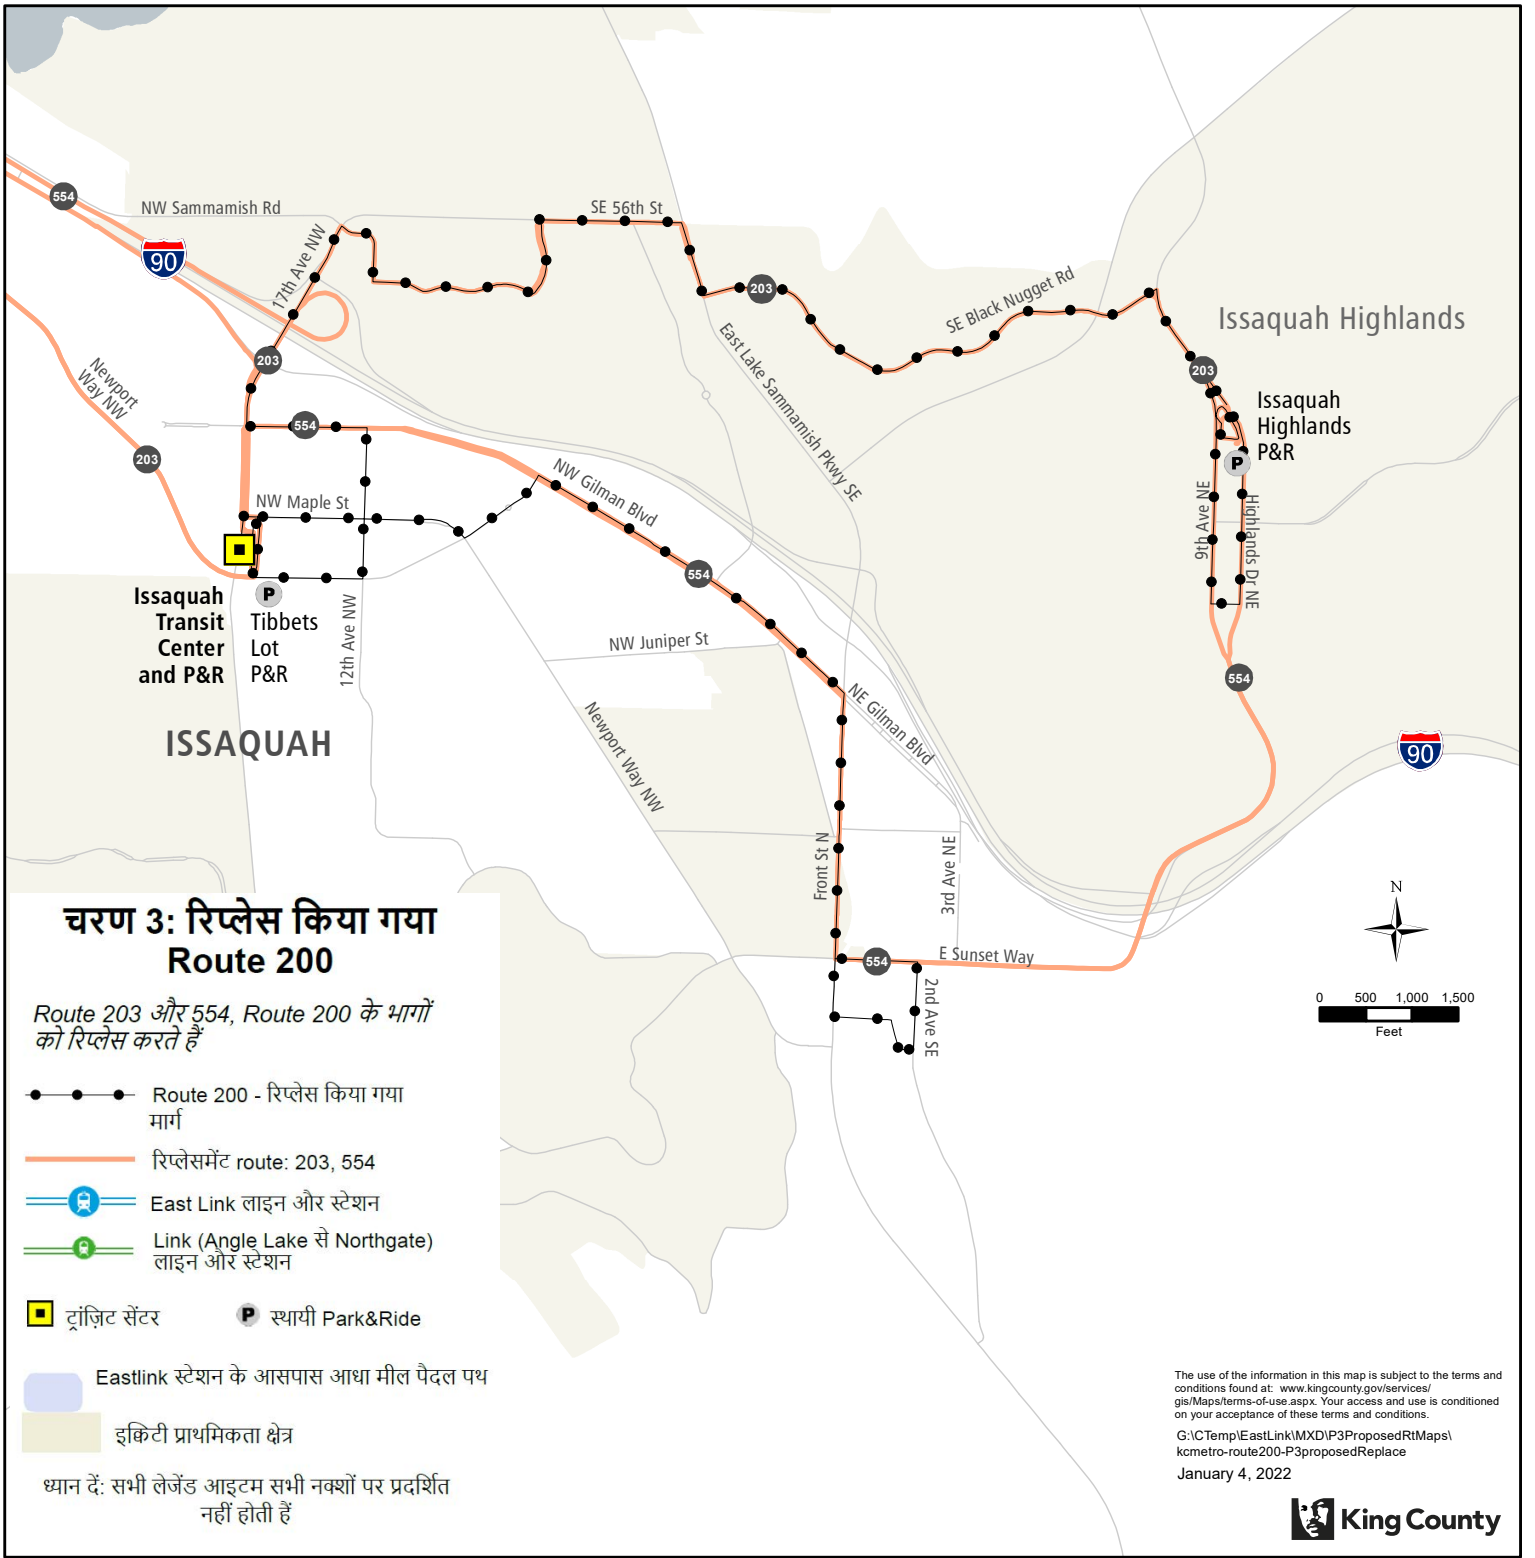 554
NW Sammamish Rd
SE 56th St
90
17th Ave NW
203
SE Black Nugget Rd
Issaquah Highlands
East Lake Sammamish Pkwy SE
203
203
Issaquah
Highlands
P&R
P
Newport
Way NW
554
203
NW Maple St
NW Gilman Blvd
9th Ave NE
Highlands Dr NE
554
Issaquah
Transit
Center
and P&R
P
Tibbets
Lot
P&R
12th Ave NW
NW Juniper St
554
ISSAQUAH
Newport Way NW
NE Gilman Blvd
90
Front St N
3rd Ave NE
554
E Sunset Way
2nd Ave SE
N
0 500 1,000 1,500
Feet
चरण 3: रिप्लेस किया गया
Route 200
Route 203 और 554, Route 200 के भागों
को रिप्लेस करते हैं
Route 200 - रिप्लेस किया गया
मार्ग
रिप्लेसमेंट route: 203, 554
East Link लाइन और स्टेशन
Link (Angle Lake से Northgate)
लाइन और स्टेशन
ट्रांज़िट सेंटर
P स्थायी Park&Ride
Eastlink स्टेशन के आसपास आधा मील पैदल पथ
इक्विटी प्राथमिकता क्षेत्र
ध्यान दें: सभी लेजेंड आइटम सभी नक्शों पर प्रदर्शित
नहीं होती हैं
The use of the information in this map is subject to the terms and
conditions found at: www.kingcounty.gov/services/
gis/Maps/terms-of-use.aspx. Your access and use is conditioned
on your acceptance of these terms and conditions.
G:\CTemp\EastLink\MXD\P3ProposedRtMaps\
kcmetro-route200-P3proposedReplace
January 4, 2022
King County